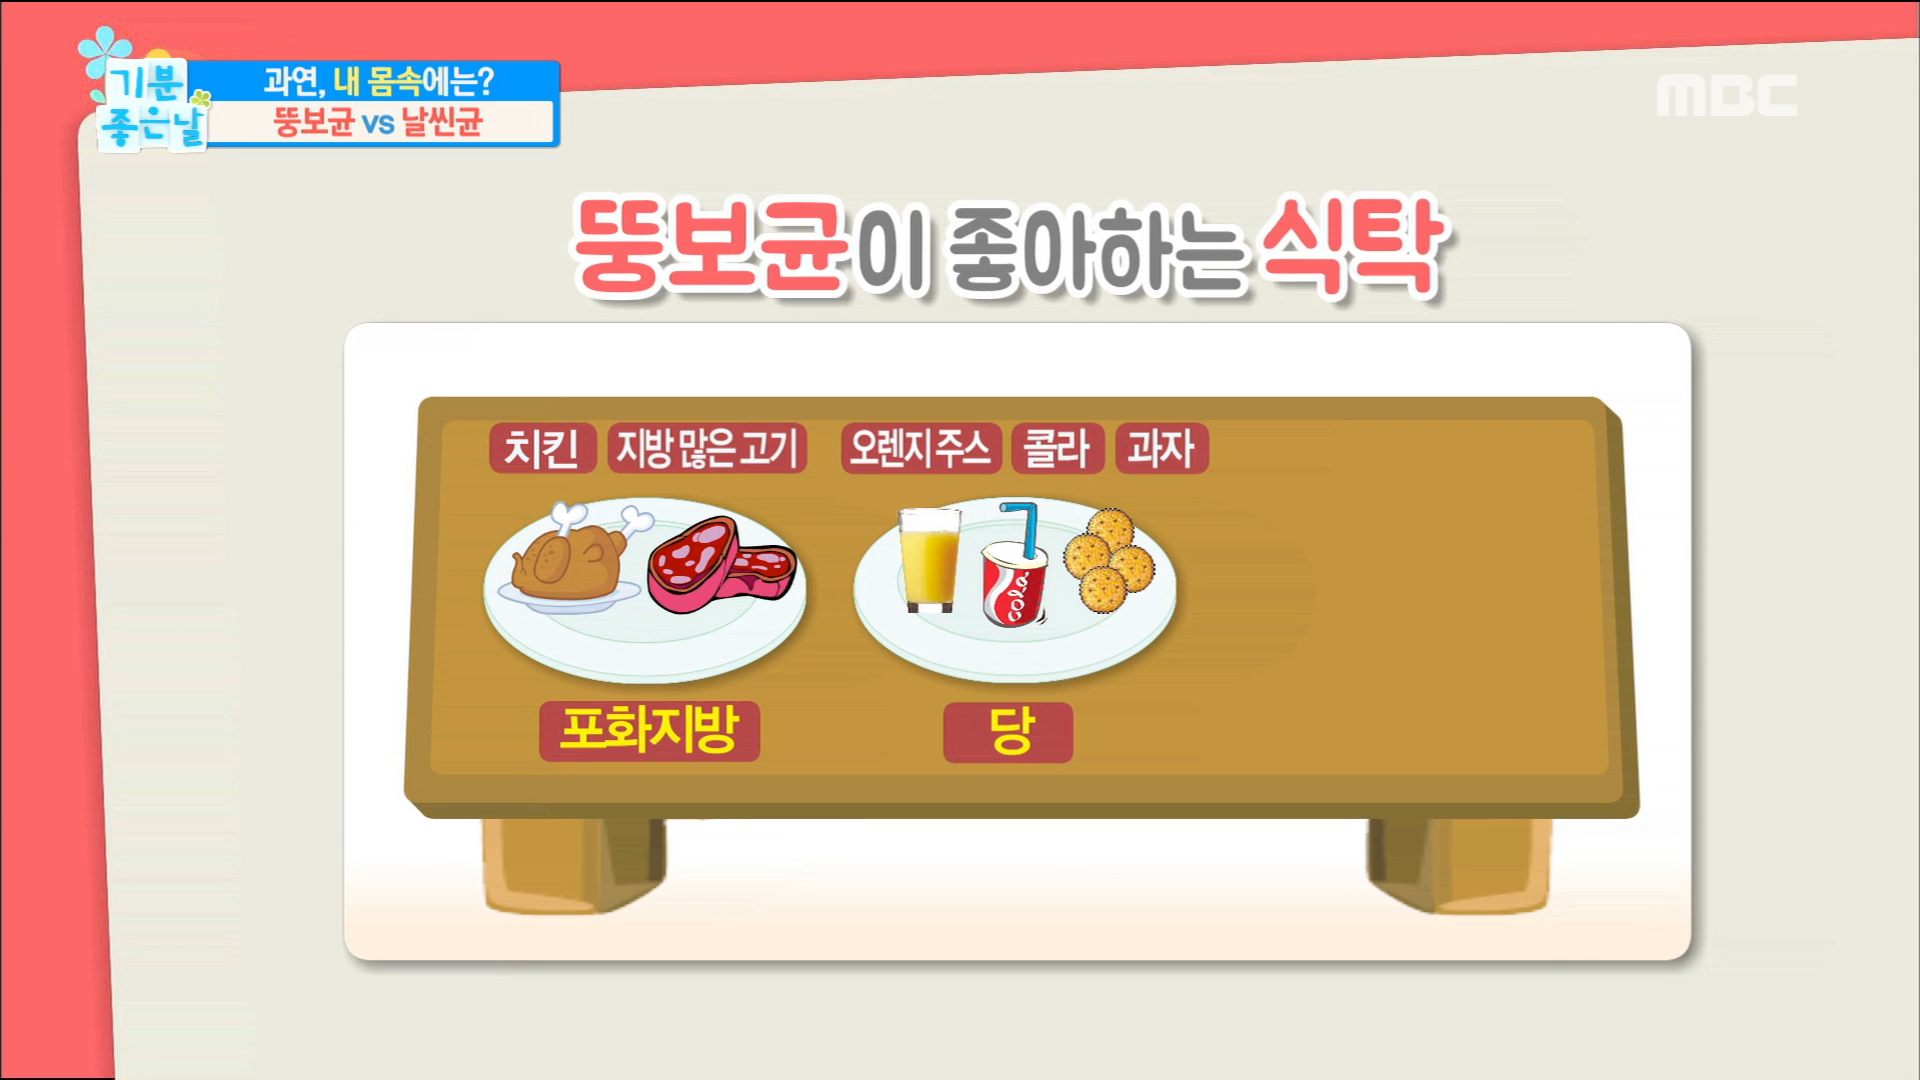 기분
좋은날
과연, 내 몸속에는?
뚱보균 vs 날씬균
MBC
뚱보균이 좋아하는 식탁
치킨 지방 많은 고기 오렌지 주스 콜라 과자
포화지방 당